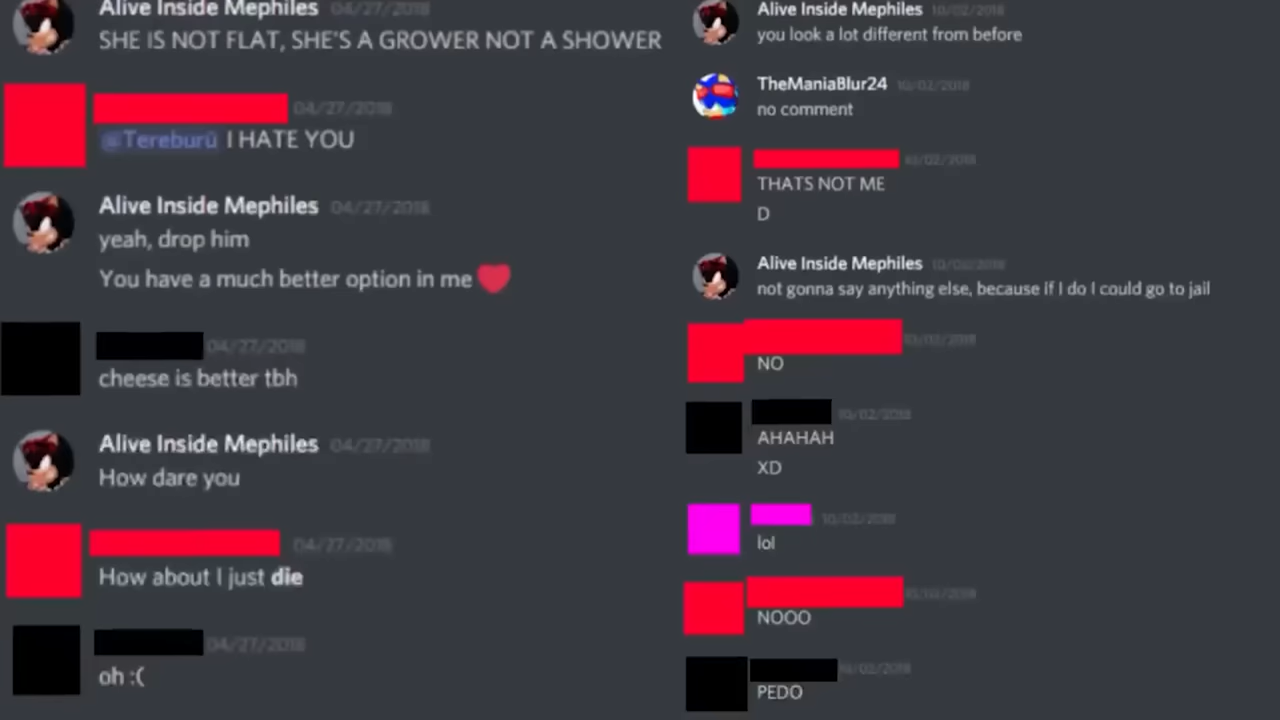 Alive Inside Mephiles 04/27/2018
SHE IS NOT FLAT, SHE'S A GROWER NOT A SHOWER
04/27/2018
@Tereburū I HATE YOU
Alive Inside Mephiles 04/27/2018
yeah, drop him
You have a much better option in me
04/27/2018
cheese is better tbh
Alive Inside Mephiles 04/27/2018
How dare you
04/27/2018
How about I just die
04/27/2018
oh :(
Alive Inside Mephiles 10/02/2018
you look a lot different from before
TheManiaBlur24 10/02/2018
no comment
10/02/2018
THATS NOT ME
D
Alive Inside Mephiles 10/02/2018
not gonna say anything else, because if I do I could go to jail
10/02/2018
NO
10/02/2018
AHAHAH
XD
10/02/2018
lol
10/02/2018
NOOO
10/02/2018
PEDO